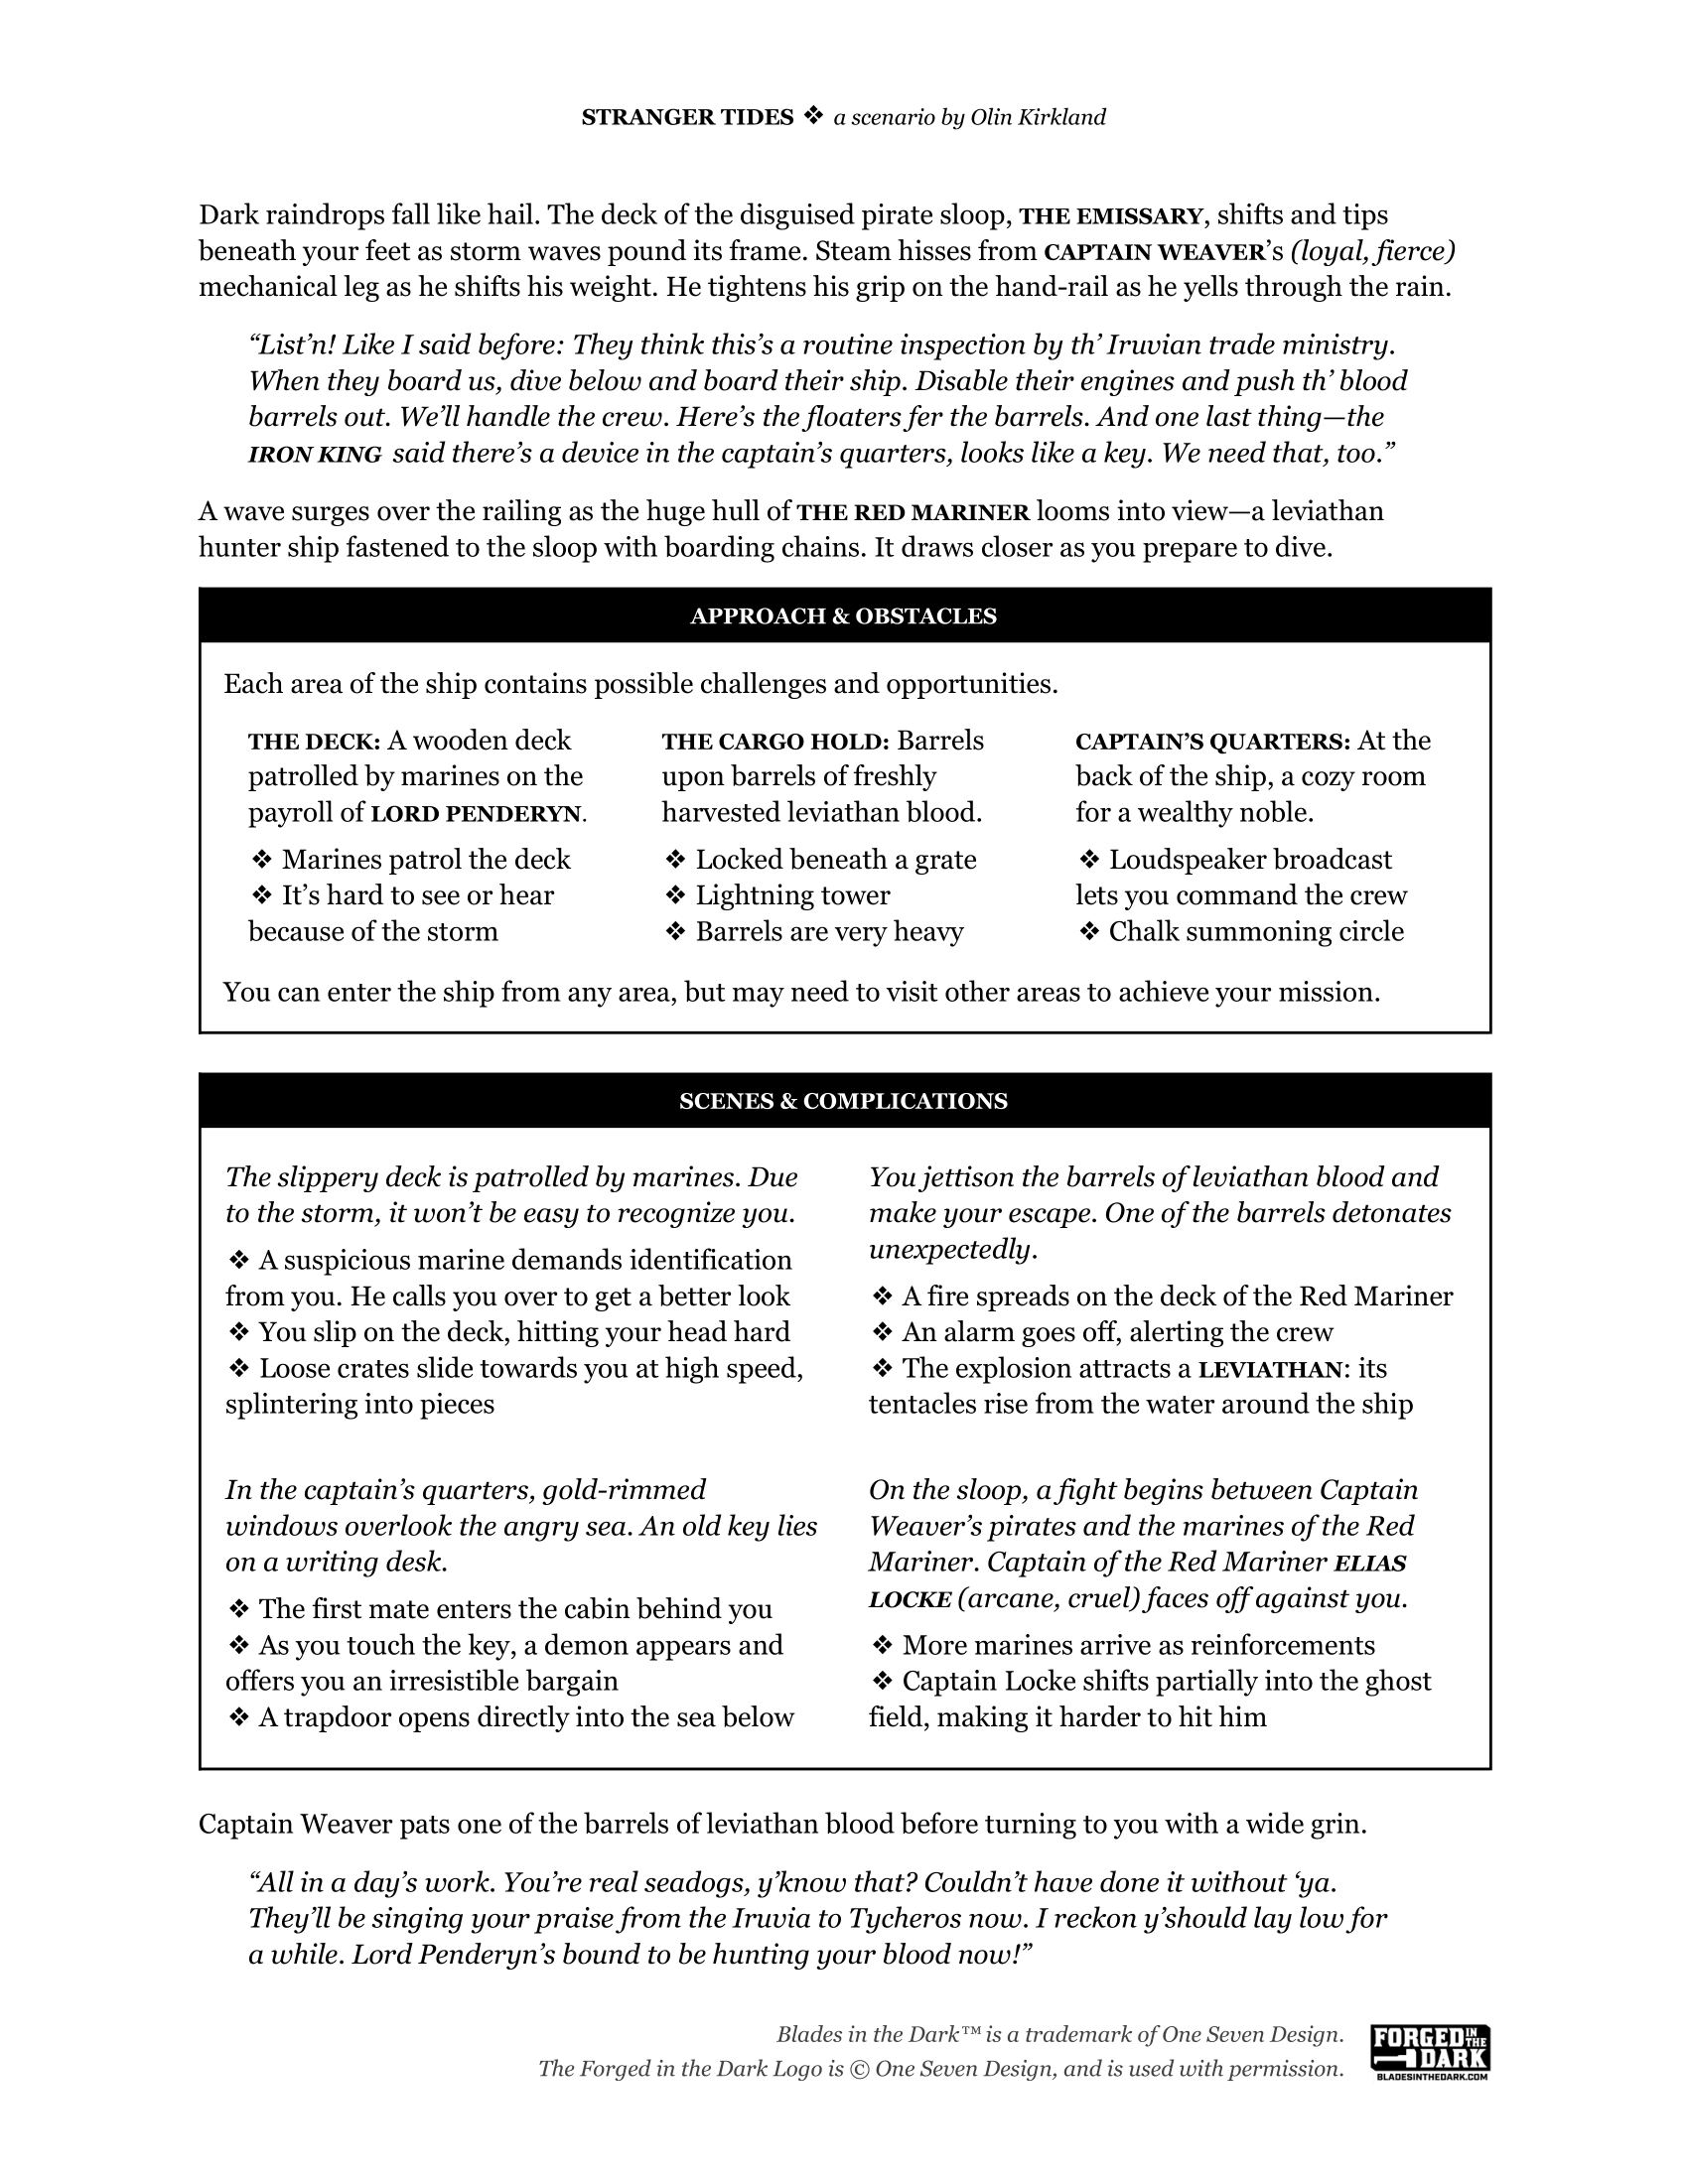 STRANGER TIDES ❖ a scenario by Olin Kirkland
Dark raindrops fall like hail. The deck of the disguised pirate sloop, THE EMISSARY, shifts and tips
beneath your feet as storm waves pound its frame. Steam hisses from CAPTAIN WEAVER’s (loyal, fierce)
mechanical leg as he shifts his weight. He tightens his grip on the hand-rail as he yells through the rain.
“List’n! Like I said before: They think this’s a routine inspection by th’ Iruvian trade ministry.
When they board us, dive below and board their ship. Disable their engines and push th’ blood
barrels out. We’ll handle the crew. Here’s the floaters fer the barrels. And one last thing—the
IRON KING said there’s a device in the captain’s quarters, looks like a key. We need that, too.”
A wave surges over the railing as the huge hull of THE RED MARINER looms into view—a leviathan
hunter ship fastened to the sloop with boarding chains. It draws closer as you prepare to dive.
APPROACH & OBSTACLES
Each area of the ship contains possible challenges and opportunities.
THE DECK: A wooden deck
patrolled by marines on the
payroll of LORD PENDERYN.
❖ Marines patrol the deck
❖ It’s hard to see or hear
because of the storm
THE CARGO HOLD: Barrels
upon barrels of freshly
harvested leviathan blood.
❖ Locked beneath a grate
❖ Lightning tower
❖ Barrels are very heavy
CAPTAIN’S QUARTERS: At the
back of the ship, a cozy room
for a wealthy noble.
❖ Loudspeaker broadcast
lets you command the crew
❖ Chalk summoning circle
You can enter the ship from any area, but may need to visit other areas to achieve your mission.
SCENES & COMPLICATIONS
The slippery deck is patrolled by marines. Due
to the storm, it won’t be easy to recognize you.
❖ A suspicious marine demands identification
from you. He calls you over to get a better look
❖ You slip on the deck, hitting your head hard
❖ Loose crates slide towards you at high speed,
splintering into pieces
You jettison the barrels of leviathan blood and
make your escape. One of the barrels detonates
unexpectedly.
❖ A fire spreads on the deck of the Red Mariner
❖ An alarm goes off, alerting the crew
❖ The explosion attracts a LEVIATHAN: its
tentacles rise from the water around the ship
In the captain’s quarters, gold-rimmed
windows overlook the angry sea. An old key lies
on a writing desk.
❖ The first mate enters the cabin behind you
❖ As you touch the key, a demon appears and
offers you an irresistible bargain
❖ A trapdoor opens directly into the sea below
On the sloop, a fight begins between Captain
Weaver’s pirates and the marines of the Red
Mariner. Captain of the Red Mariner ELIAS
LOCKE (arcane, cruel) faces off against you.
❖ More marines arrive as reinforcements
❖ Captain Locke shifts partially into the ghost
field, making it harder to hit him
Captain Weaver pats one of the barrels of leviathan blood before turning to you with a wide grin.
“All in a day’s work. You’re real seadogs, y’know that? Couldn’t have done it without ‘ya.
They’ll be singing your praise from the Iruvia to Tycheros now. I reckon y’should lay low for
a while. Lord Penderyn’s bound to be hunting your blood now!”
Blades in the Dark™ is a trademark of One Seven Design.
The Forged in the Dark Logo is © One Seven Design, and is used with permission.
FORGED IN THE DARK
BLADESINTHEDARK.COM